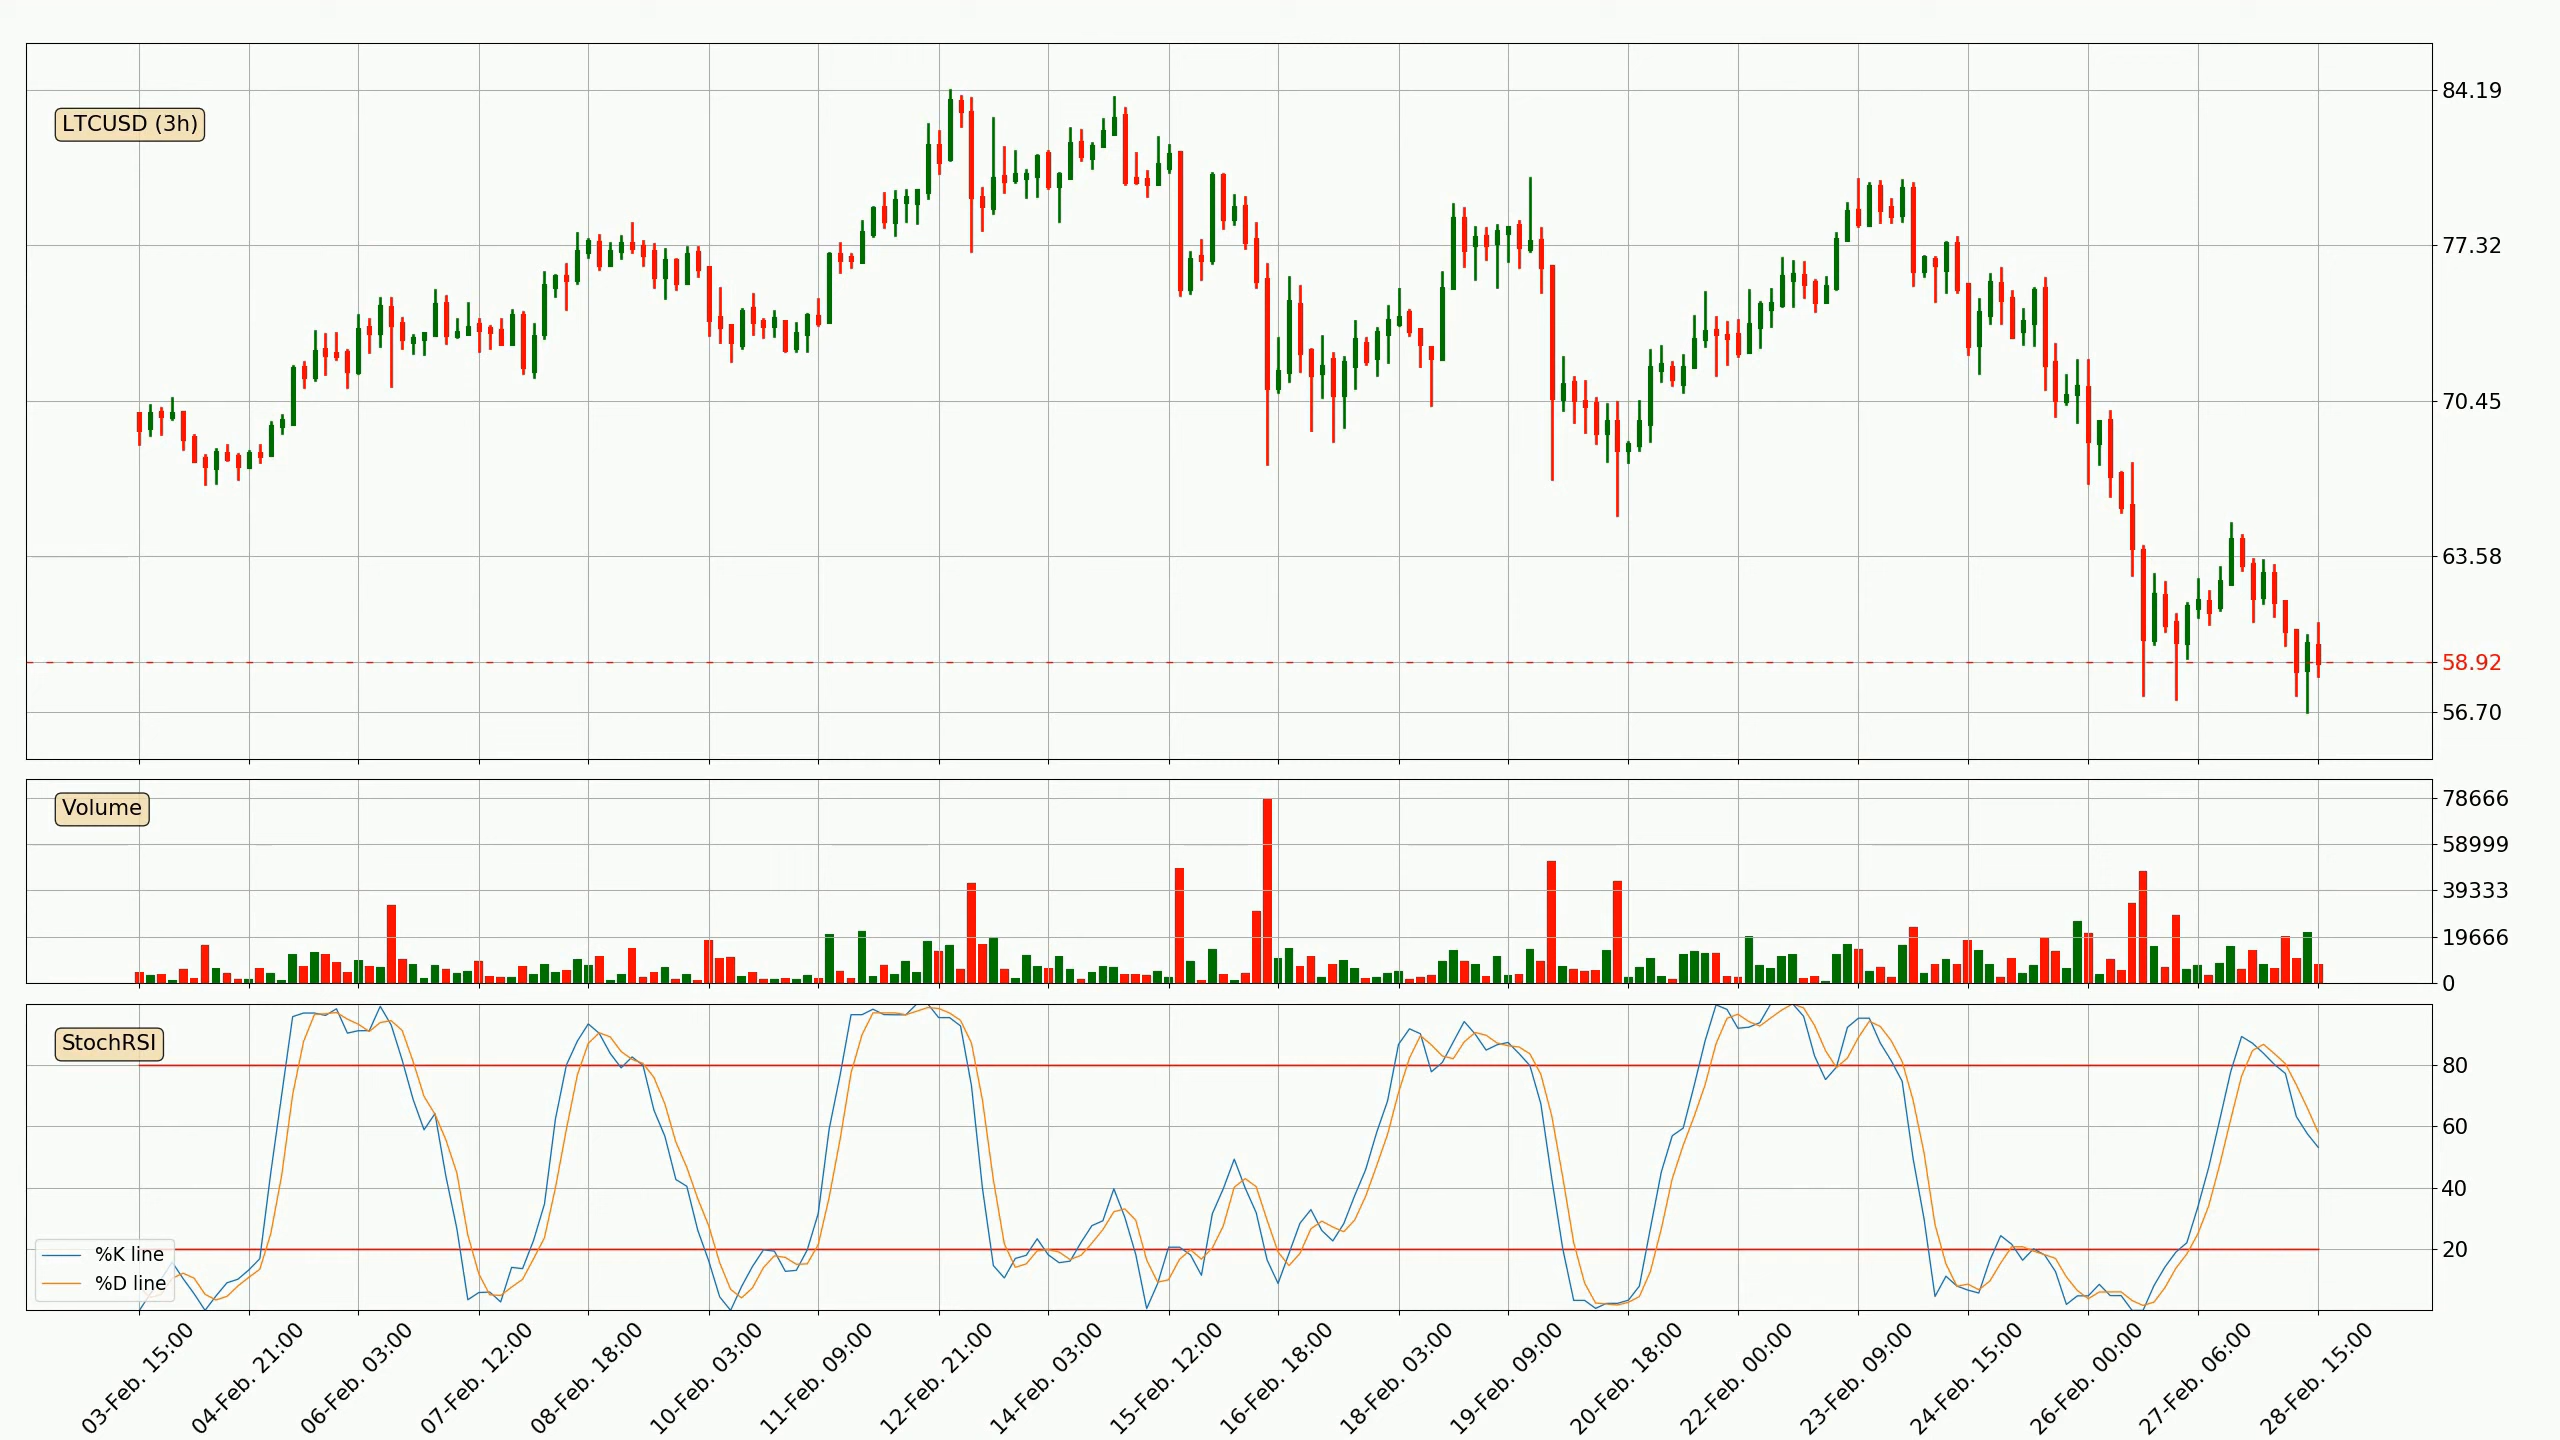 LTCUSD (3h)
84.19
77.32
70.45
63.58
58.92
56.70
Volume
78666
58999
39333
19666
0
StochRSI
80
60
40
20
%K line
%D line
03-Feb. 15:00
04-Feb. 21:00
06-Feb. 03:00
07-Feb. 12:00
08-Feb. 18:00
10-Feb. 03:00
11-Feb. 09:00
12-Feb. 21:00
14-Feb. 03:00
15-Feb. 12:00
16-Feb. 18:00
18-Feb. 03:00
19-Feb. 09:00
20-Feb. 18:00
22-Feb. 00:00
23-Feb. 09:00
24-Feb. 15:00
26-Feb. 00:00
27-Feb. 06:00
28-Feb. 15:00